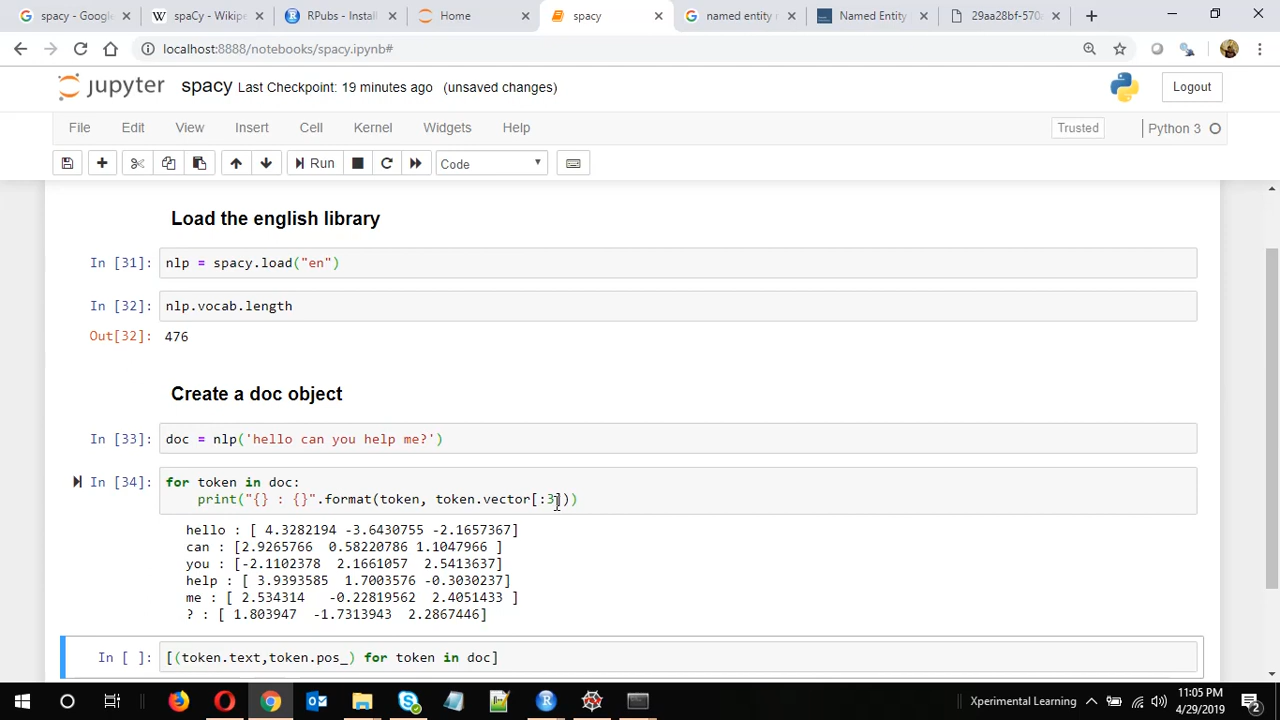 spacy - Google
spaCy - Wikipe
RPubs - Install
Home
spacy
named entity r
Named Entity
29aa28bf-570
localhost:8888/notebooks/spacy.ipynb#
jupyter spacy Last Checkpoint: 19 minutes ago (unsaved changes)
Logout
File Edit View Insert Cell Kernel Widgets Help
Trusted
Python 3
Run
Code
Load the english library
In [31]: nlp = spacy.load("en")
In [32]: nlp.vocab.length
Out[32]: 476
Create a doc object
In [33]: doc = nlp('hello can you help me?')
In [34]: for token in doc:
print("{} : {}".format(token, token.vector[:3]))
hello : [ 4.3282194 -3.6430755 -2.1657367]
can : [2.9265766 0.58220786 1.1047966 ]
you : [-2.1102378 2.1661057 2.5413637]
help : [ 3.9393585 1.7003576 -0.3030237]
me : [ 2.534314 -0.22819562 2.4051433 ]
? : [ 1.803947 -1.7313943 2.2867446]
In [ ]: [(token.text,token.pos_) for token in doc]
Xperimental Learning
11:05 PM
4/29/2019
2